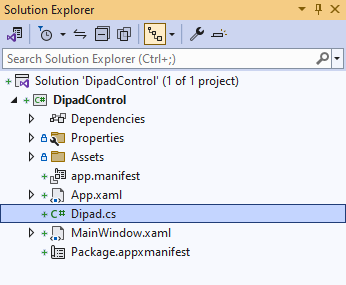 Solution Explorer
Search Solution Explorer (Ctrl+;)
Solution 'DipadControl' (1 of 1 project)
C# DipadControl
Dependencies
Properties
Assets
app.manifest
App.xaml
C# Dipad.cs
MainWindow.xaml
Package.appxmanifest